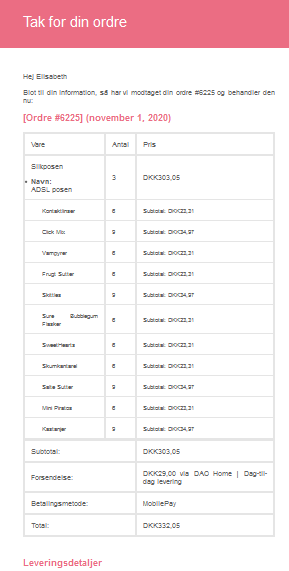 Tak for din ordre
Hej Elisabeth
Blot til din information, så har vi modtaget din ordre #6225 og behandler den
nu:
[Ordre #6225] (november 1, 2020)
Vare Antal Pris
Slikposen
Navn:
ADSL posen
3 DKK303,05
Kontaktlinser 6 Subtotal: DKK23,31
Click Mix 9 Subtotal: DKK34,97
Vampyrer 6 Subtotal: DKK23,31
Frugt Sutter 6 Subtotal: DKK23,31
Skittles 9 Subtotal: DKK34,97
Sure Bubblegum
Flasker
6 Subtotal: DKK23,31
SweetHearts 6 Subtotal: DKK23,31
Skumkantarel 6 Subtotal: DKK23,31
Salte Sutter 9 Subtotal: DKK34,97
Mini Piratos 6 Subtotal: DKK23,31
Kastanjer 9 Subtotal: DKK34,97
Subtotal: DKK303,05
Forsendelse: DKK29,00 via DAO Home | Dag-til-
dag levering
Betalingsmetode: MobilePay
Total: DKK332,05
Leveringsdetaljer